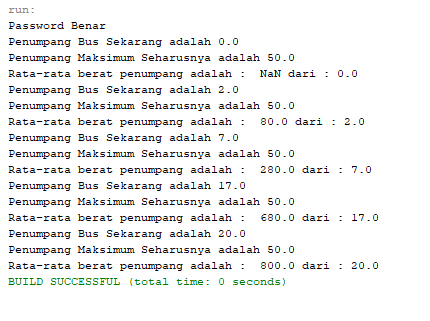 run:
Password Benar
Penumpang Bus Sekarang adalah 0.0
Penumpang Maksimum Seharusnya adalah 50.0
Rata-rata berat penumpang adalah :  NaN dari : 0.0
Penumpang Bus Sekarang adalah 2.0
Penumpang Maksimum Seharusnya adalah 50.0
Rata-rata berat penumpang adalah :  80.0 dari : 2.0
Penumpang Bus Sekarang adalah 7.0
Penumpang Maksimum Seharusnya adalah 50.0
Rata-rata berat penumpang adalah :  280.0 dari : 7.0
Penumpang Bus Sekarang adalah 17.0
Penumpang Maksimum Seharusnya adalah 50.0
Rata-rata berat penumpang adalah :  680.0 dari : 17.0
Penumpang Bus Sekarang adalah 20.0
Penumpang Maksimum Seharusnya adalah 50.0
Rata-rata berat penumpang adalah :  800.0 dari : 20.0
BUILD SUCCESSFUL (total time: 0 seconds)